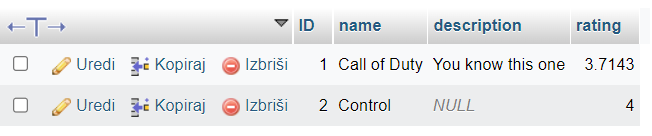 ID name description rating
Uredi Kopiraj Izbriši 1 Call of Duty You know this one 3.7143
Uredi Kopiraj Izbriši 2 Control NULL 4